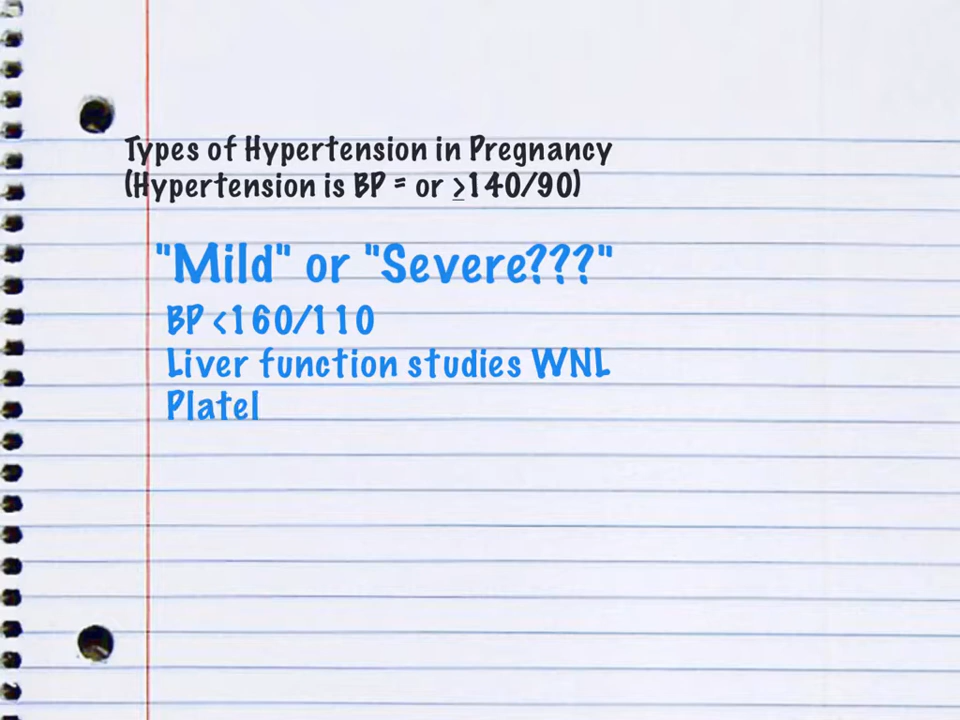 Types of Hypertension in Pregnancy
(Hypertension is BP = or ≥140/90)
"Mild" or "Severe???"
BP <160/110
Liver function studies WNL
Platel